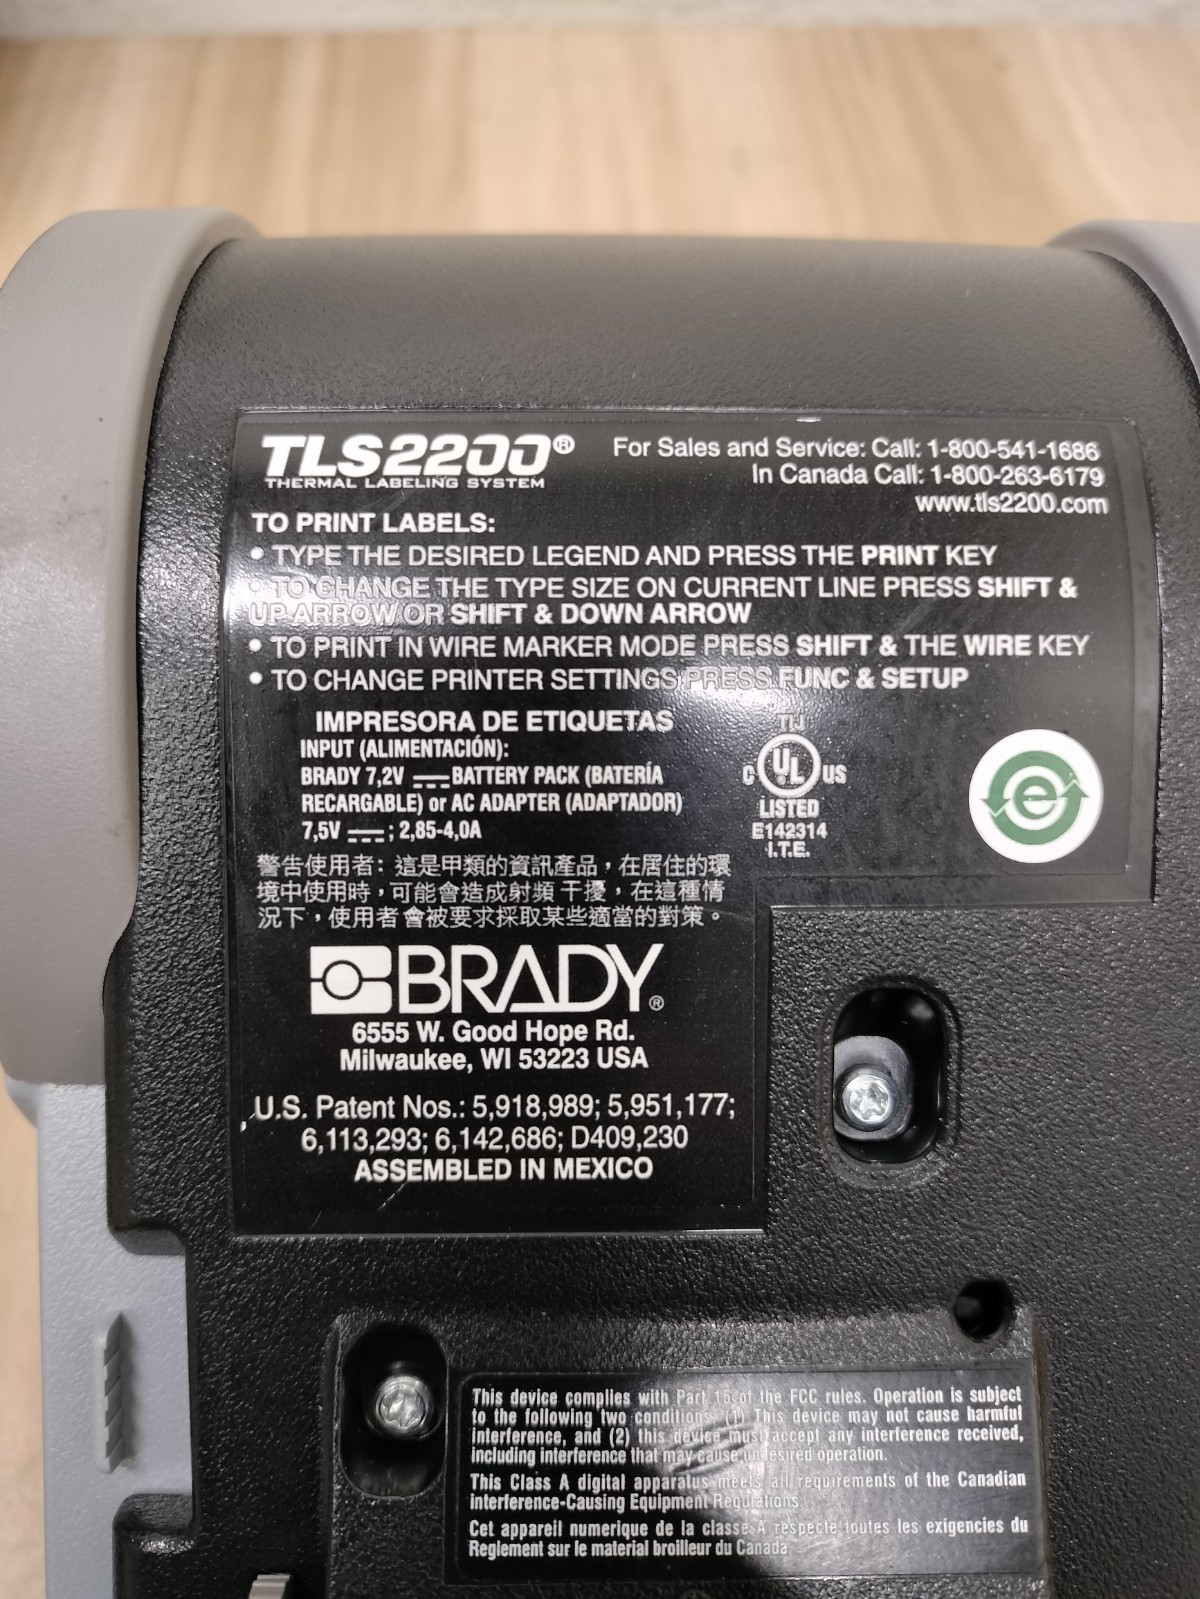 TLS2200®
THERMAL LABELING SYSTEM
For Sales and Service: Call: 1-800-541-1686
In Canada Call: 1-800-263-6179
www.tls2200.com
TO PRINT LABELS:
• TYPE THE DESIRED LEGEND AND PRESS THE PRINT KEY
• TO CHANGE THE TYPE SIZE ON CURRENT LINE PRESS SHIFT &
UP ARROW OR SHIFT & DOWN ARROW
• TO PRINT IN WIRE MARKER MODE PRESS SHIFT & THE WIRE KEY
• TO CHANGE PRINTER SETTINGS PRESS FUNC & SETUP
IMPRESORA DE ETIQUETAS
INPUT (ALIMENTACIÓN):
BRADY 7,2V ⎓ BATTERY PACK (BATERÍA
RECARGABLE) or AC ADAPTER (ADAPTADOR)
7,5V ⎓ ; 2,85-4,0A
TIJ
C UL US
LISTED
E142314
I.T.E.
e
警告使用者: 這是甲類的資訊產品，在居住的環
境中使用時，可能會造成射頻 干擾，在這種情
況下，使用者會被要求採取某些適當的對策。
BRADY®
6555 W. Good Hope Rd.
Milwaukee, WI 53223 USA
U.S. Patent Nos.: 5,918,989; 5,951,177;
6,113,293; 6,142,686; D409,230
ASSEMBLED IN MEXICO
This device complies with Part 15 of the FCC rules. Operation is subject
to the following two conditions: (1) This device may not cause harmful
interference, and (2) this device must accept any interference received,
including interference that may cause undesired operation.
This Class A digital apparatus meets all requirements of the Canadian
interference-Causing Equipment Regulations.
Cet appareil numerique de la classe A respecte toutes les exigencies du
Reglement sur le material broilleur du Canada.